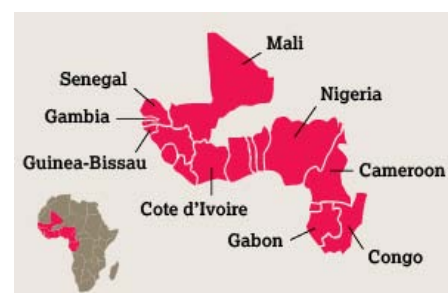 Mali
Senegal
Nigeria
Gambia
Guinea-Bissau
Cameroon
Cote d'Ivoire
Gabon
Congo